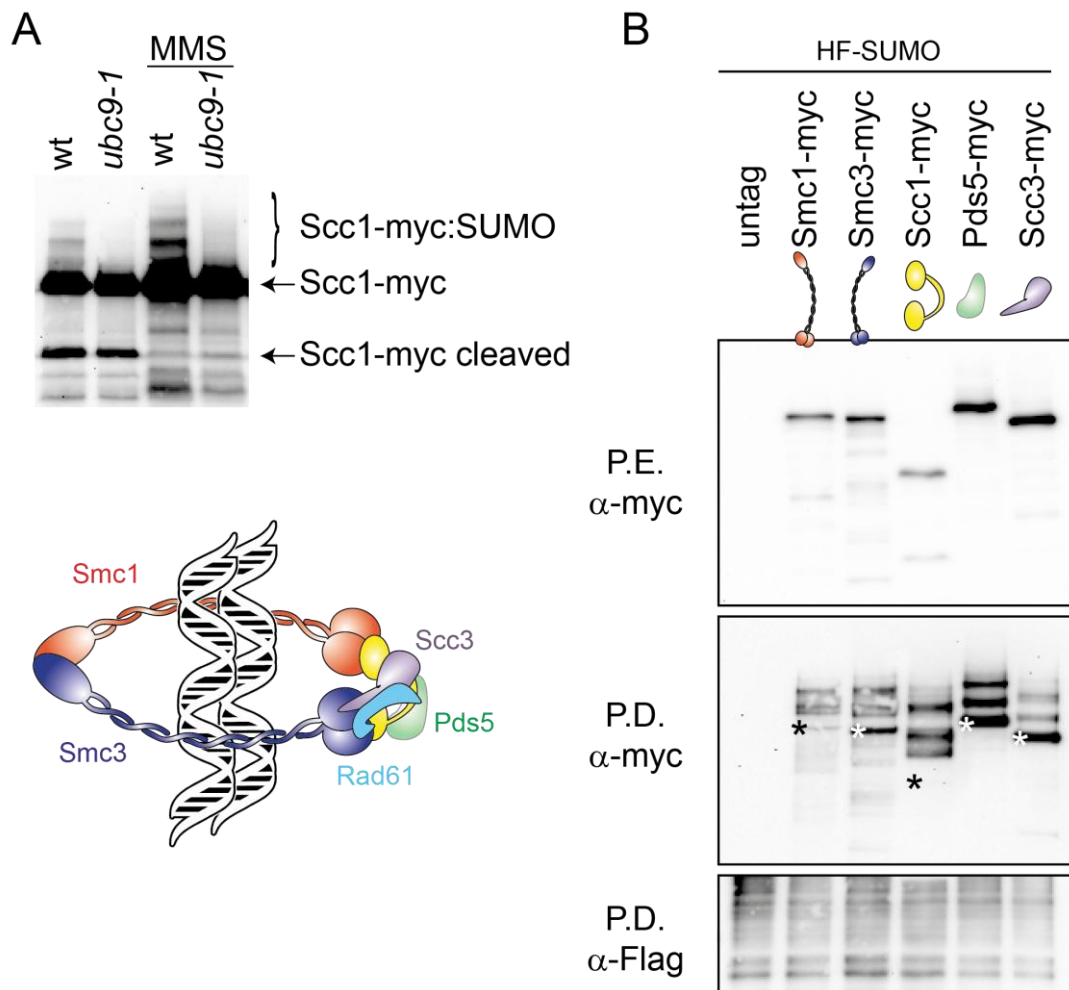 A
MMS
wt
ubc9-1
wt
ubc9-1
Scc1-myc:SUMO
Scc1-myc
Scc1-myc cleaved
Smc1
Scc3
Pds5
Smc3
Rad61
B
HF-SUMO
untag
Smc1-myc
Smc3-myc
Scc1-myc
Pds5-myc
Scc3-myc
P.E.
α-myc
P.D.
α-myc
* * * * *
P.D.
α-Flag